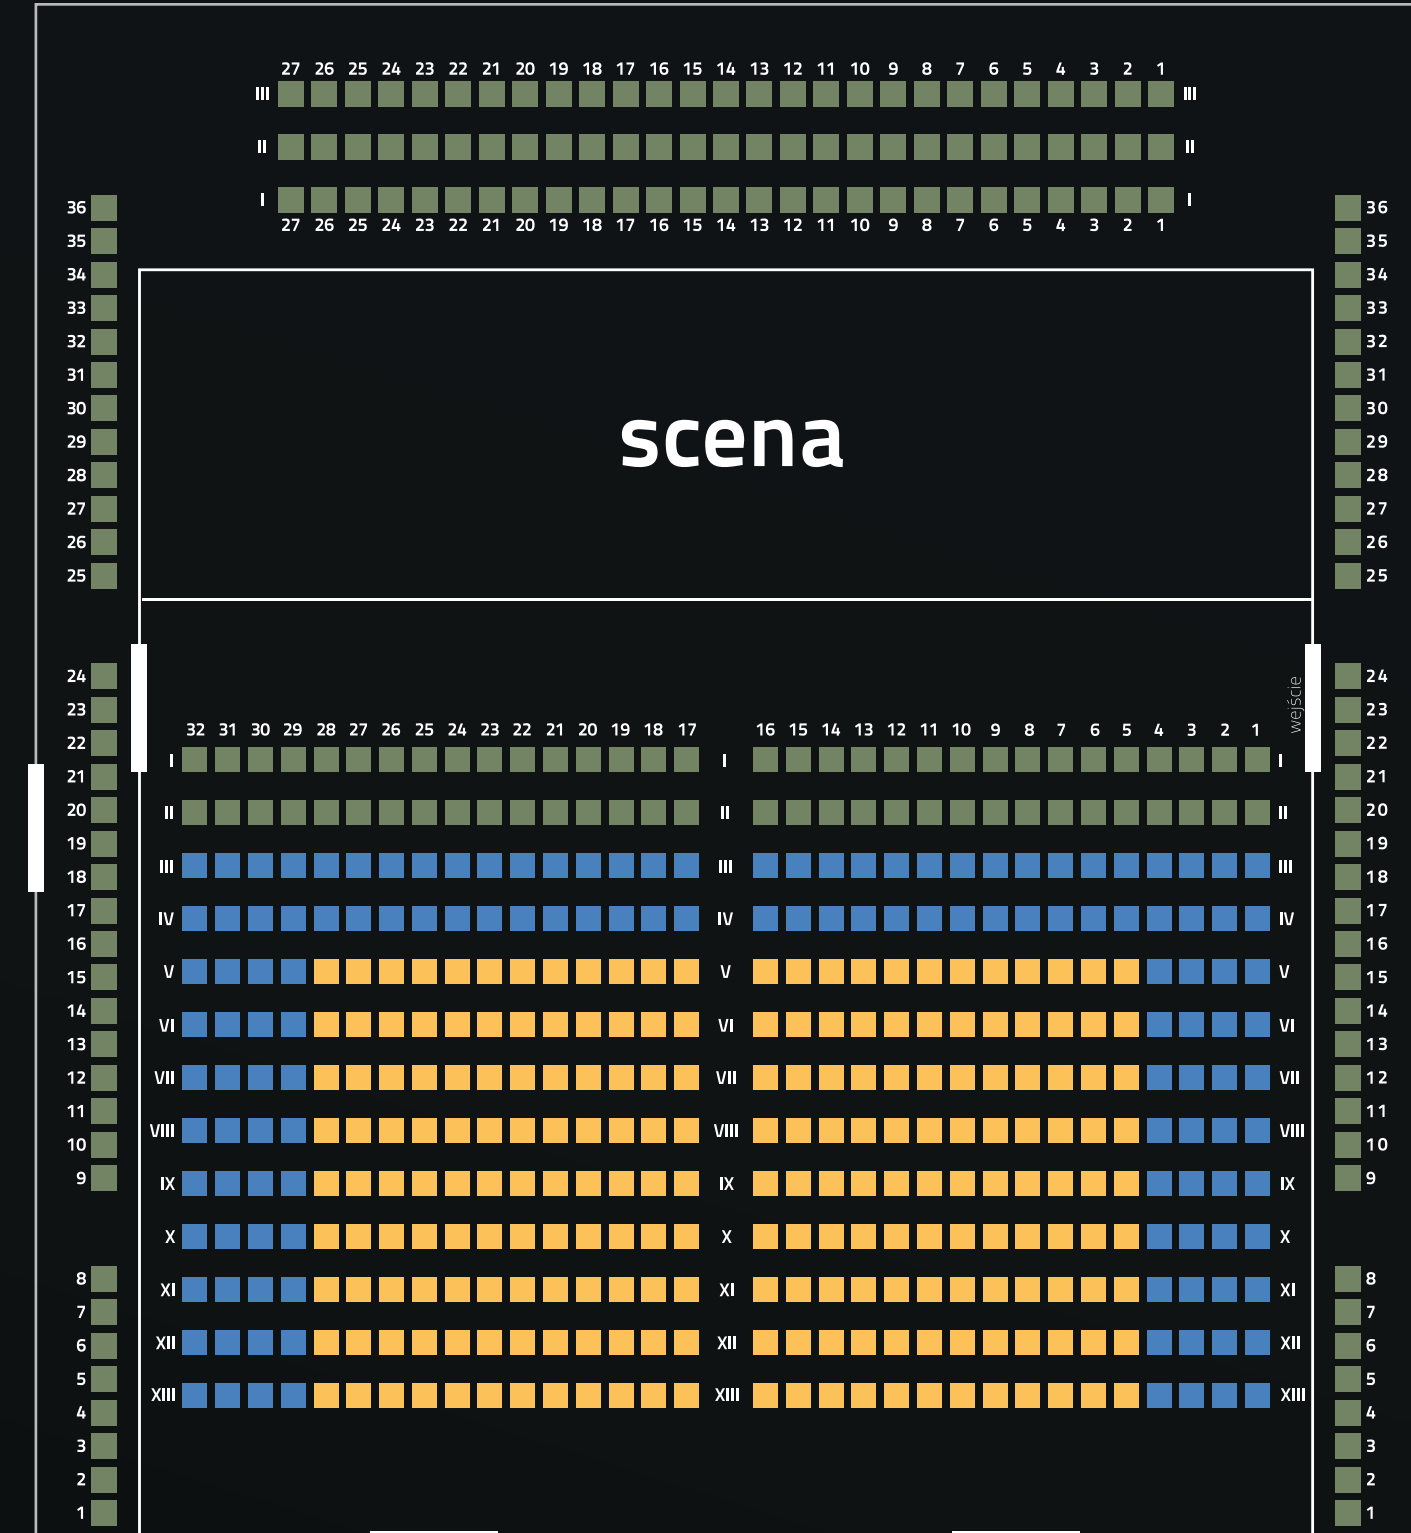 27 26 25 24 23 22 21 20 19 18 17 16 15 14 13 12 11 10 9 8 7 6 5 4 3 2 1
III III
II II
I I
27 26 25 24 23 22 21 20 19 18 17 16 15 14 13 12 11 10 9 8 7 6 5 4 3 2 1
36 36
35 35
34 34
33 33
32 32
31 31
30 30
29 29
28 28
27 27
26 26
25 25
scena
24 24
23 23
22 22
21 21
20 20
19 19
18 18
17 17
16 16
15 15
14 14
13 13
12 12
11 11
10 10
9 9
8 8
7 7
6 6
5 5
4 4
3 3
2 2
1 1
wejście
32 31 30 29 28 27 26 25 24 23 22 21 20 19 18 17 16 15 14 13 12 11 10 9 8 7 6 5 4 3 2 1
I I I
II II II
III III III
IV IV IV
V V V
VI VI VI
VII VII VII
VIII VIII VIII
IX IX IX
X X X
XI XI XI
XII XII XII
XIII XIII XIII